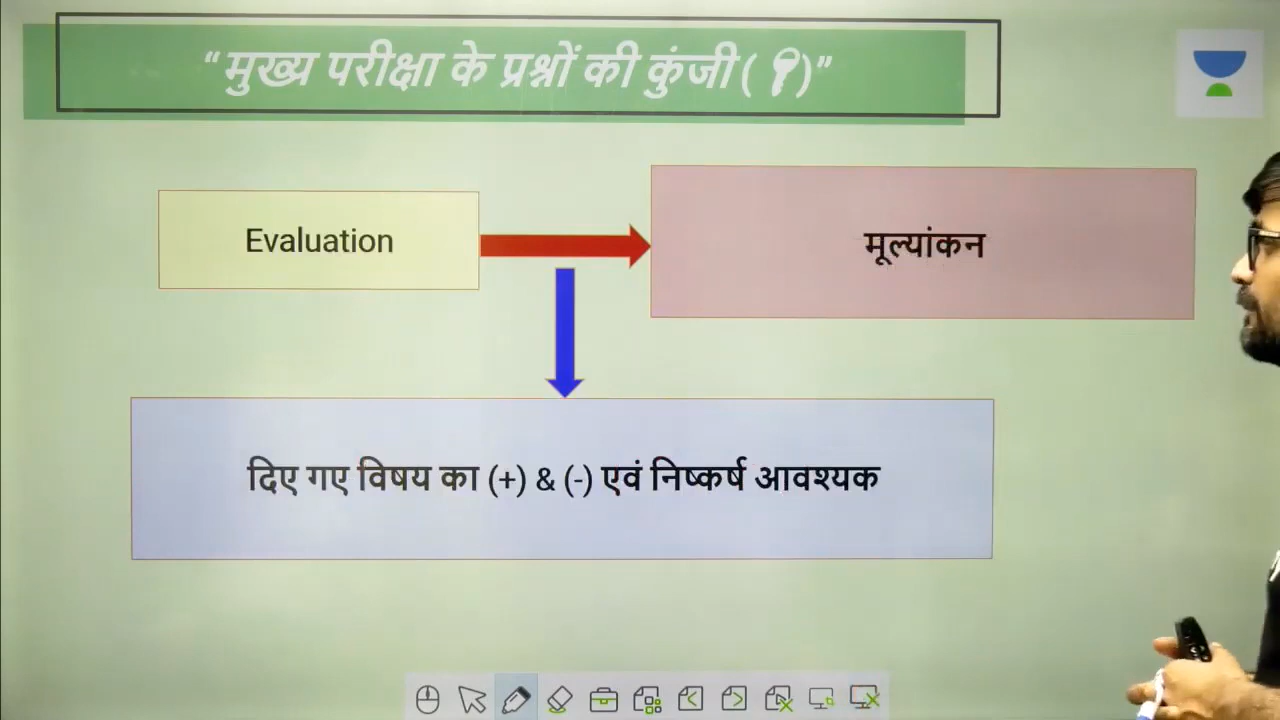 “मुख्य परीक्षा के प्रश्नों की कुंजी( )”
Evaluation
मूल्यांकन
दिए गए विषय का (+) & (-) एवं निष्कर्ष आवश्यक